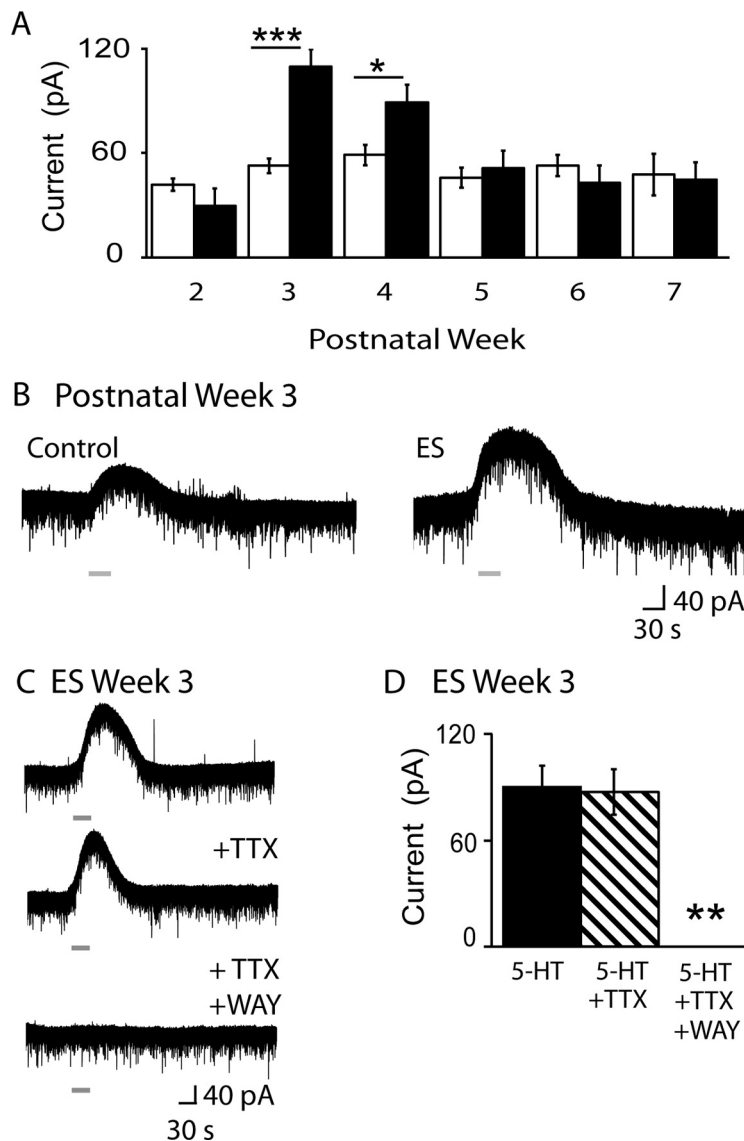 A
120
60
0
Current (pA)
***
*
2 3 4 5 6 7
Postnatal Week
B Postnatal Week 3
Control
ES
40 pA
30 s
C ES Week 3
+TTX
+ TTX
+WAY
40 pA
30 s
D ES Week 3
120
60
0
Current (pA)
**
5-HT
5-HT
+TTX
5-HT
+TTX
+WAY